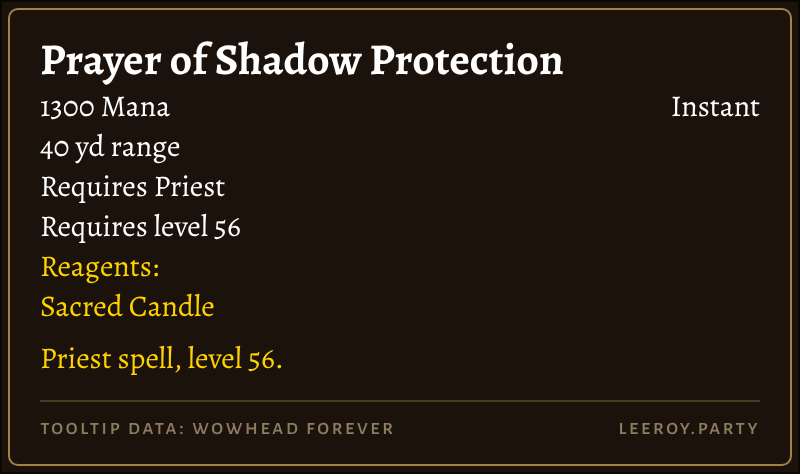 Prayer of Shadow Protection
1300 Mana Instant
40 yd range
Requires Priest
Requires level 56
Reagents:
Sacred Candle
Priest spell, level 56.
TOOLTIP DATA: WOWHEAD FOREVER LEEROY.PARTY